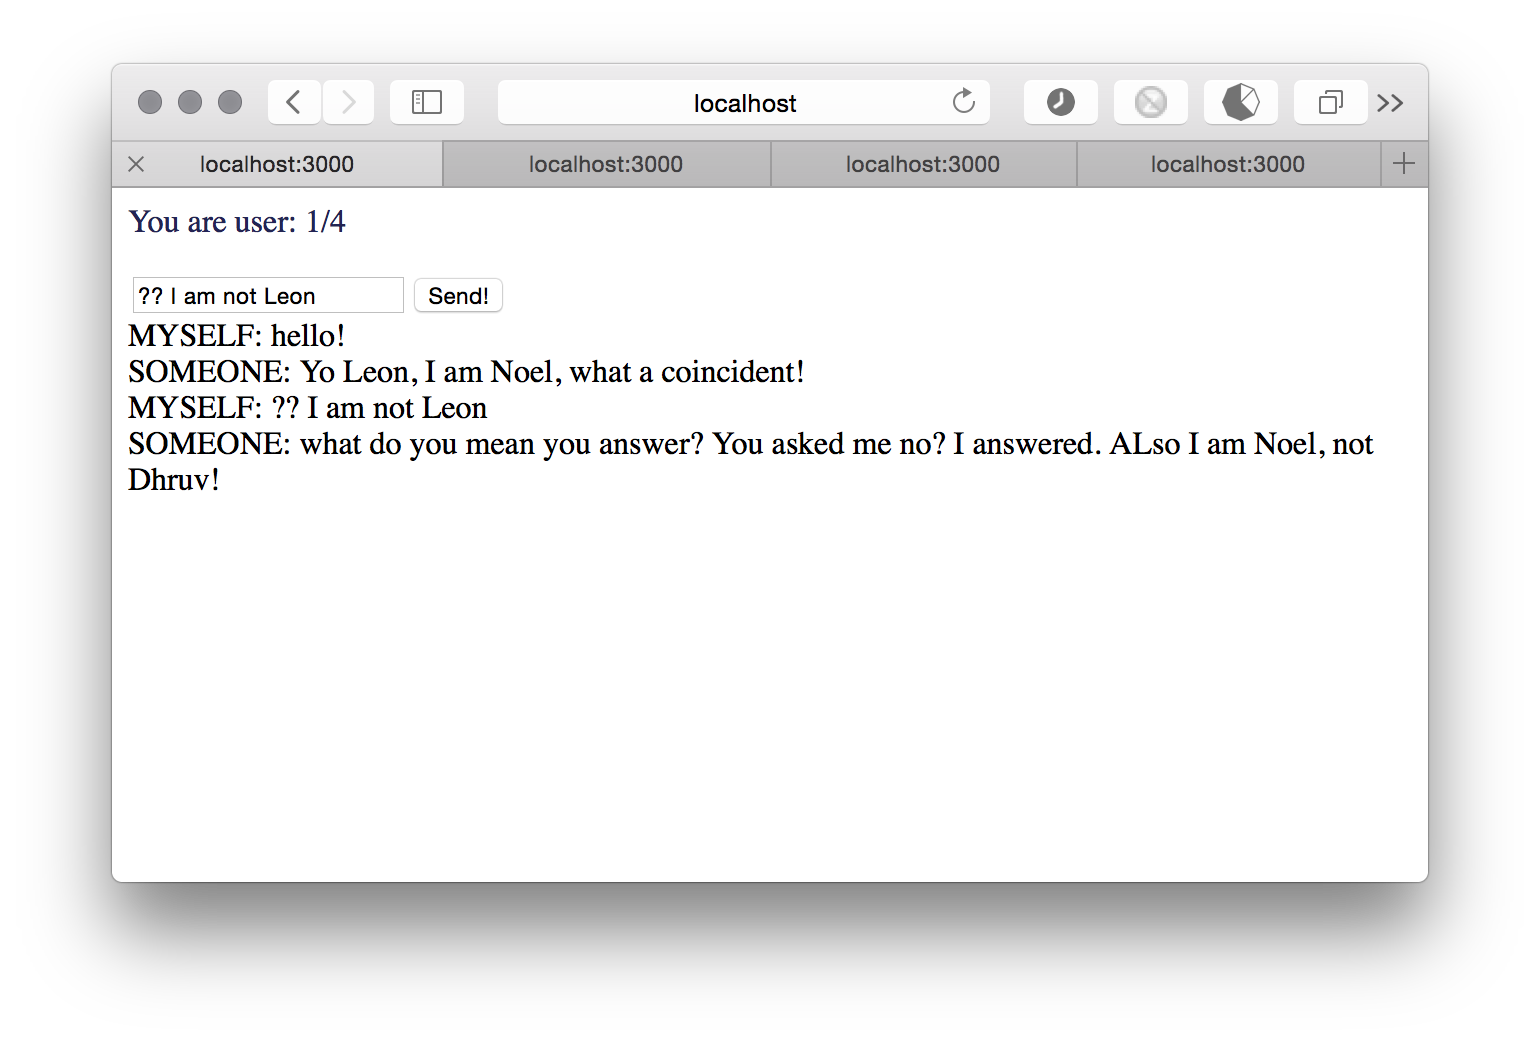 localhost
localhost:3000 localhost:3000 localhost:3000 localhost:3000
You are user: 1/4
?? I am not Leon Send!
MYSELF: hello!
SOMEONE: Yo Leon, I am Noel, what a coincident!
MYSELF: ?? I am not Leon
SOMEONE: what do you mean you answer? You asked me no? I answered. ALso I am Noel, not
Dhruv!